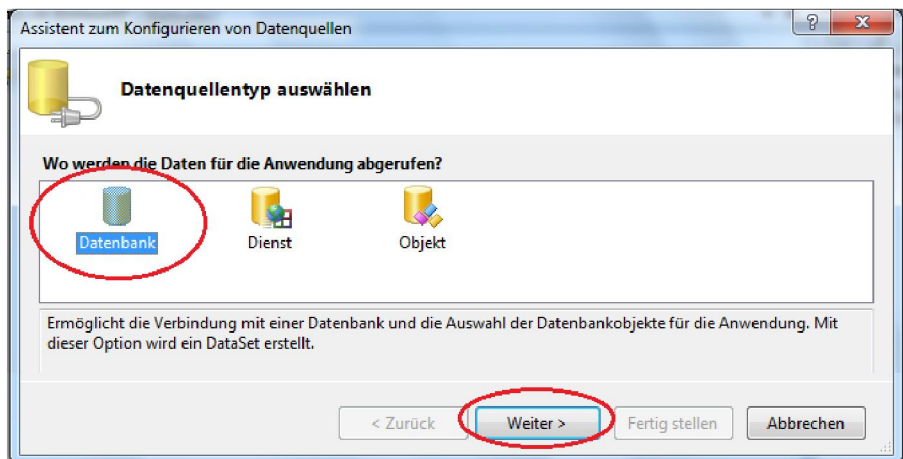 Assistent zum Konfigurieren von Datenquellen
Datenquellentyp auswählen
Wo werden die Daten für die Anwendung abgerufen?
Datenbank Dienst Objekt
Ermöglicht die Verbindung mit einer Datenbank und die Auswahl der Datenbankobjekte für die Anwendung. Mit
dieser Option wird ein DataSet erstellt.
< Zurück Weiter > Fertig stellen Abbrechen